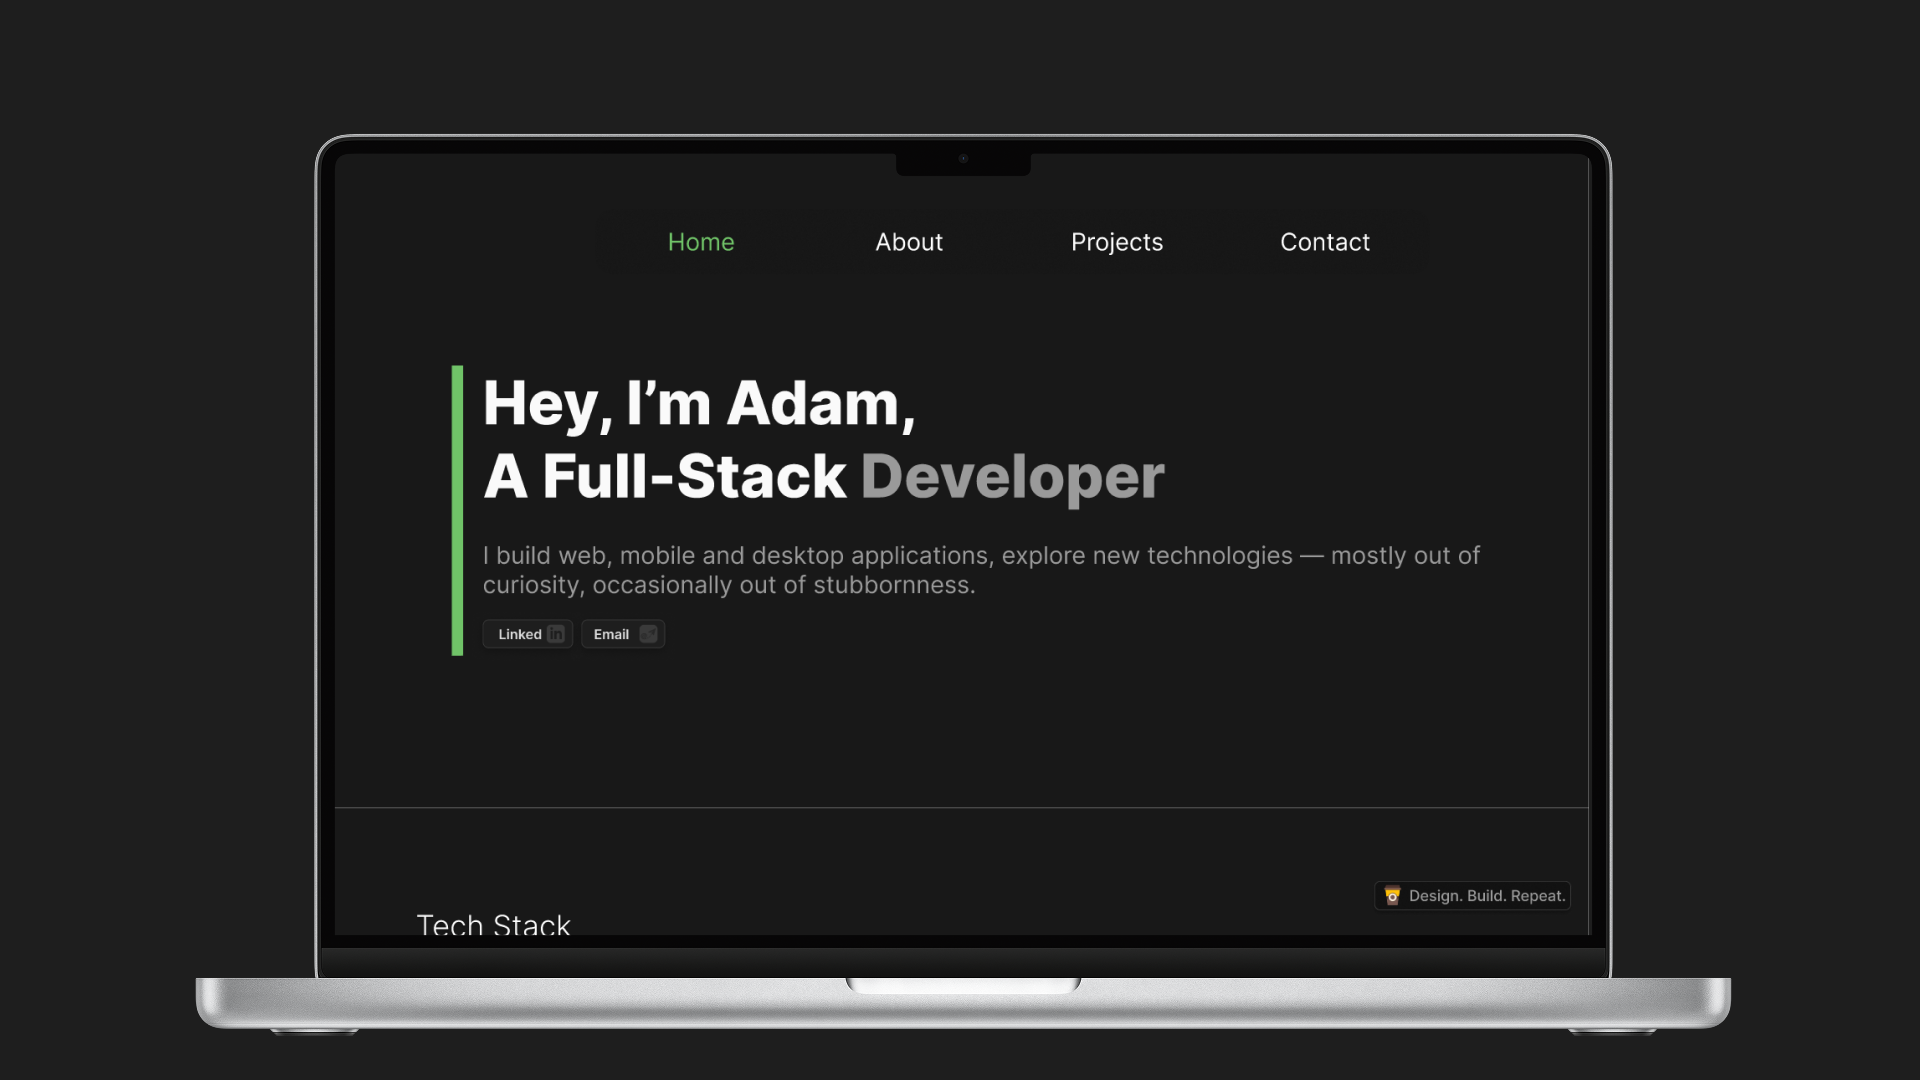 Home
About
Projects
Contact
Hey, I’m Adam,
A Full-Stack Developer
I build web, mobile and desktop applications, explore new technologies — mostly out of
curiosity, occasionally out of stubbornness.
Linked in
Email
Design. Build. Repeat.
Tech Stack